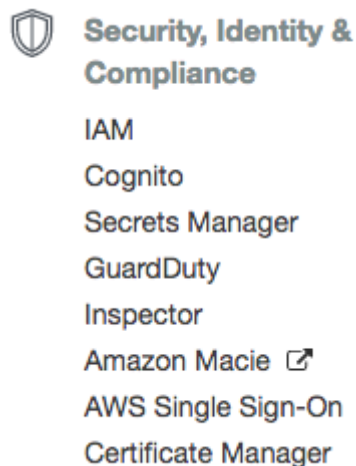 Security, Identity &
Compliance
IAM
Cognito
Secrets Manager
GuardDuty
Inspector
Amazon Macie
AWS Single Sign-On
Certificate Manager